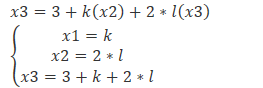 x3 = 3 + k(x2) + 2 * l(x3)
x1 = k
x2 = 2 * l
x3 = 3 + k + 2 * l